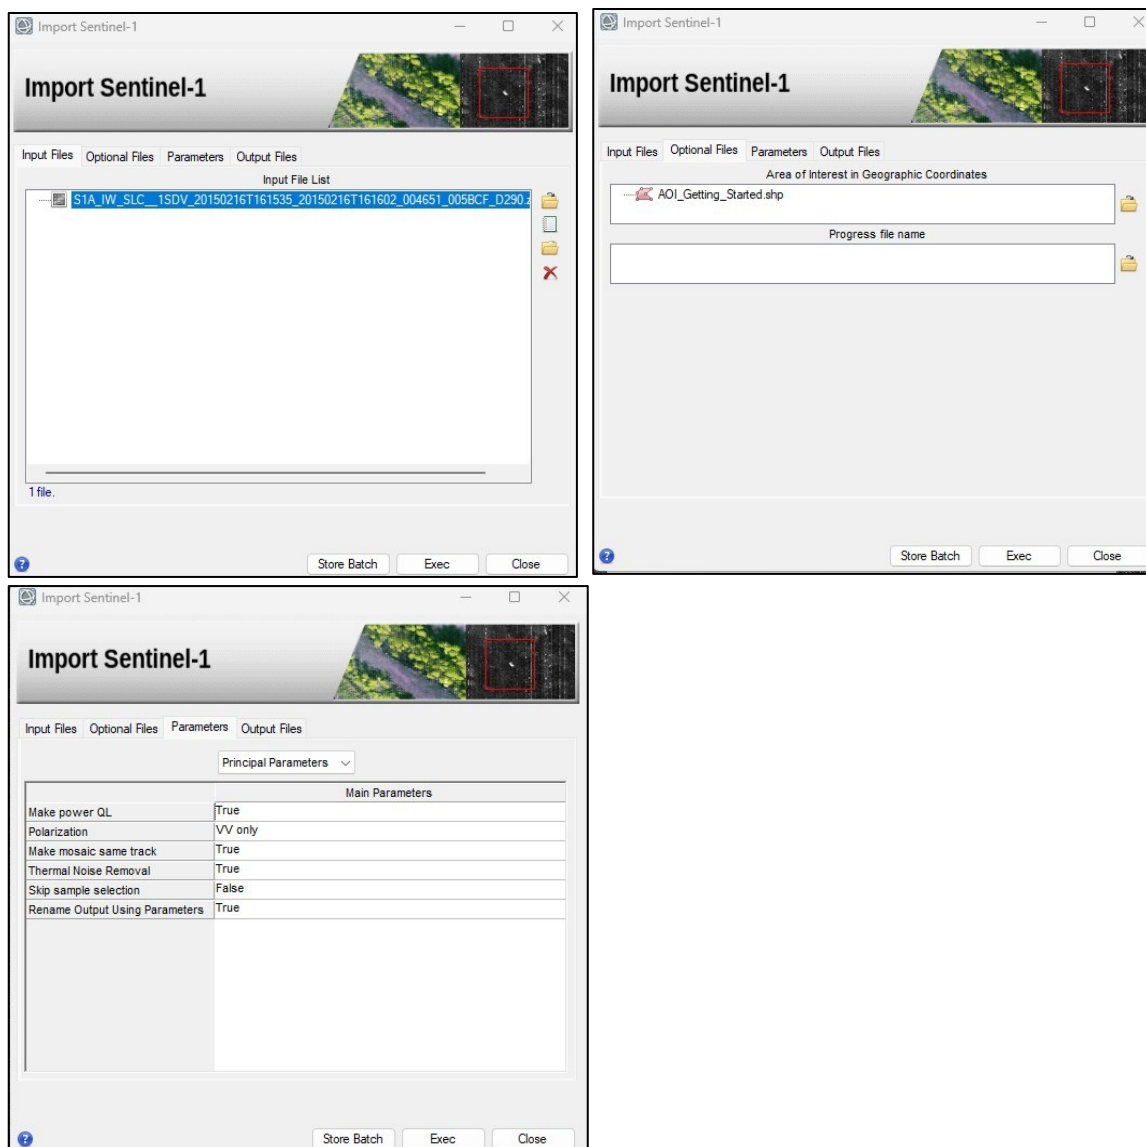 Import Sentinel-1
Import Sentinel-1
Input Files Optional Files Parameters Output Files
Input File List
S1A_IW_SLC__1SDV_20150216T161535_20150216T161602_004651_005BCF_D290.z
1 file.
Store Batch Exec Close
Import Sentinel-1
Import Sentinel-1
Input Files Optional Files Parameters Output Files
Area of Interest in Geographic Coordinates
AOI_Getting_Started.shp
Progress file name
Store Batch Exec Close
Import Sentinel-1
Import Sentinel-1
Input Files Optional Files Parameters Output Files
Principal Parameters
Main Parameters
Make power QL True
Polarization VV only
Make mosaic same track True
Thermal Noise Removal True
Skip sample selection False
Rename Output Using Parameters True
Store Batch Exec Close